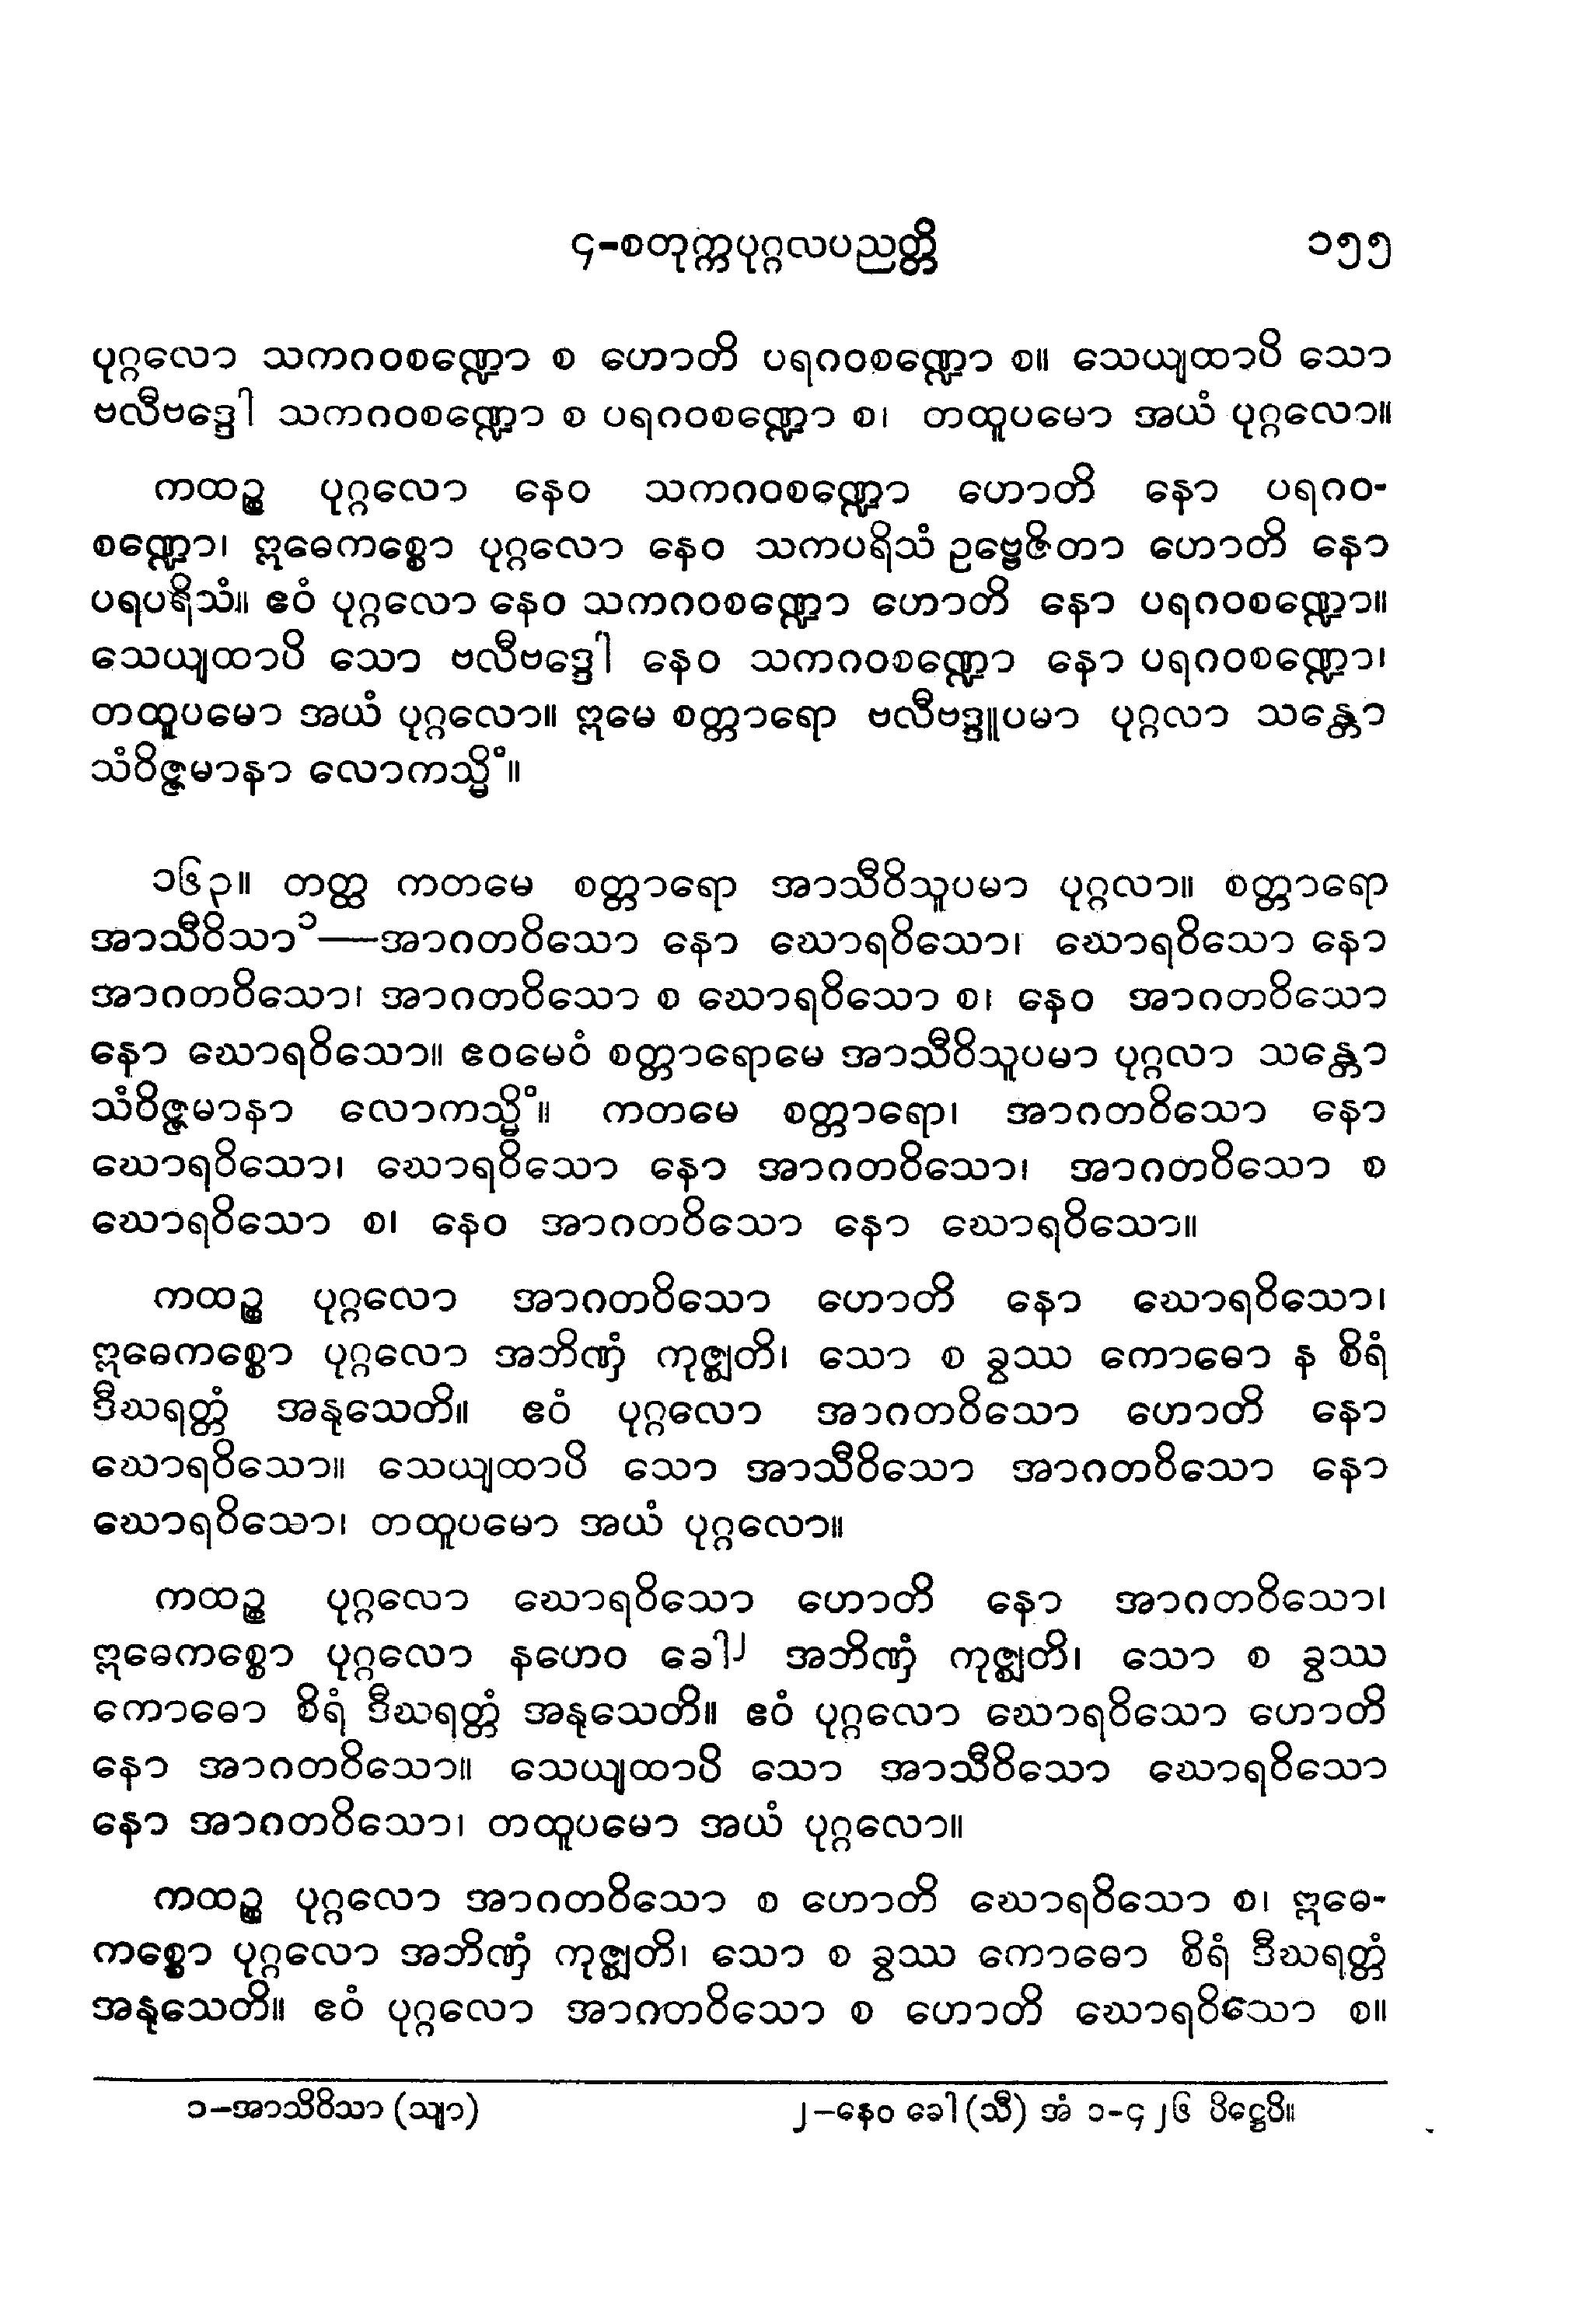 ၄-စတုက္ကပုဂ္ဂလပညတ္တိ ၁၅၅
ပုဂ္ဂလော သကဂဝစဏ္ဍော စ ဟောတိ ပရဂဝစဏ္ဍော စ။ သေယျထာပိ သော
ဗလီဗဒ္ဒေါ သကဂဝစဏ္ဍော စ ပရဂဝစဏ္ဍော စ၊ တထူပမော အယံ ပုဂ္ဂလော။
ကထဉ္စ ပုဂ္ဂလော နေဝ သကဂဝစဏ္ဍော ဟောတိ နော ပရဂဝ-
စဏ္ဍော၊ ဣဓေကစ္စော ပုဂ္ဂလော နေဝ သကပရိသံ ဥဗ္ဗေဇိတာ ဟောတိ နော
ပရပရိသံ။ ဧဝံ ပုဂ္ဂလော နေဝ သကဂဝစဏ္ဍော ဟောတိ နော ပရဂဝစဏ္ဍော။
သေယျထာပိ သော ဗလီဗဒ္ဒေါ နေဝ သကဂဝစဏ္ဍော နော ပရဂဝစဏ္ဍော၊
တထူပမော အယံ ပုဂ္ဂလော။ ဣမေ စတ္တာရော ဗလီဗဒ္ဒူပမာ ပုဂ္ဂလာ သန္တော
သံဝိဇ္ဇမာနာ လောကသ္မိံ။
၁၆၃။ တတ္ထ ကတမေ စတ္တာရော အာသီဝိသူပမာ ပုဂ္ဂလာ။ စတ္တာရော
အာသီဝိသာ၁—အာဂတဝိသော နော ဃောရဝိသော၊ ဃောရဝိသော နော
အာဂတဝိသော၊ အာဂတဝိသော စ ဃောရဝိသော စ၊ နေဝ အာဂတဝိသော
နော ဃောရဝိသော။ ဧဝမေဝံ စတ္တာရောမေ အာသီဝိသူပမာ ပုဂ္ဂလာ သန္တော
သံဝိဇ္ဇမာနာ လောကသ္မိံ။ ကတမေ စတ္တာရော၊ အာဂတဝိသော နော
ဃောရဝိသော၊ ဃောရဝိသော နော အာဂတဝိသော၊ အာဂတဝိသော စ
ဃောရဝိသော စ၊ နေဝ အာဂတဝိသော နော ဃောရဝိသော။
ကထဉ္စ ပုဂ္ဂလော အာဂတဝိသော ဟောတိ နော ဃောရဝိသော၊
ဣဓေကစ္စော ပုဂ္ဂလော အဘိဏှံ ကုဇ္ဈတိ၊ သော စ ခွဿ ကောဓော န စိရံ
ဒီဃရတ္တံ အနုသေတိ။ ဧဝံ ပုဂ္ဂလော အာဂတဝိသော ဟောတိ နော
ဃောရဝိသော။ သေယျထာပိ သော အာသီဝိသော အာဂတဝိသော နော
ဃောရဝိသော၊ တထူပမော အယံ ပုဂ္ဂလော။
ကထဉ္စ ပုဂ္ဂလော ဃောရဝိသော ဟောတိ နော အာဂတဝိသော၊
ဣဓေကစ္စော ပုဂ္ဂလော နဟေဝ ခေါ၂ အဘိဏှံ ကုဇ္ဈတိ၊ သော စ ခွဿ
ကောဓော စိရံ ဒီဃရတ္တံ အနုသေတိ။ ဧဝံ ပုဂ္ဂလော ဃောရဝိသော ဟောတိ
နော အာဂတဝိသော။ သေယျထာပိ သော အာသီဝိသော ဃောရဝိသော
နော အာဂတဝိသော၊ တထူပမော အယံ ပုဂ္ဂလော။
ကထဉ္စ ပုဂ္ဂလော အာဂတဝိသော စ ဟောတိ ဃောရဝိသော စ၊ ဣဓေ-
ကစ္စော ပုဂ္ဂလော အဘိဏှံ ကုဇ္ဈတိ၊ သော စ ခွဿ ကောဓော စိရံ ဒီဃရတ္တံ
အနုသေတိ။ ဧဝံ ပုဂ္ဂလော အာဂတဝိသော စ ဟောတိ ဃောရဝိသော စ။
၁-အာသိဝိသာ (သျာ) ၂-နေဝ ခေါ (သီ) အံ ၁-၄၂၆ ပိဋ္ဌေပိ။